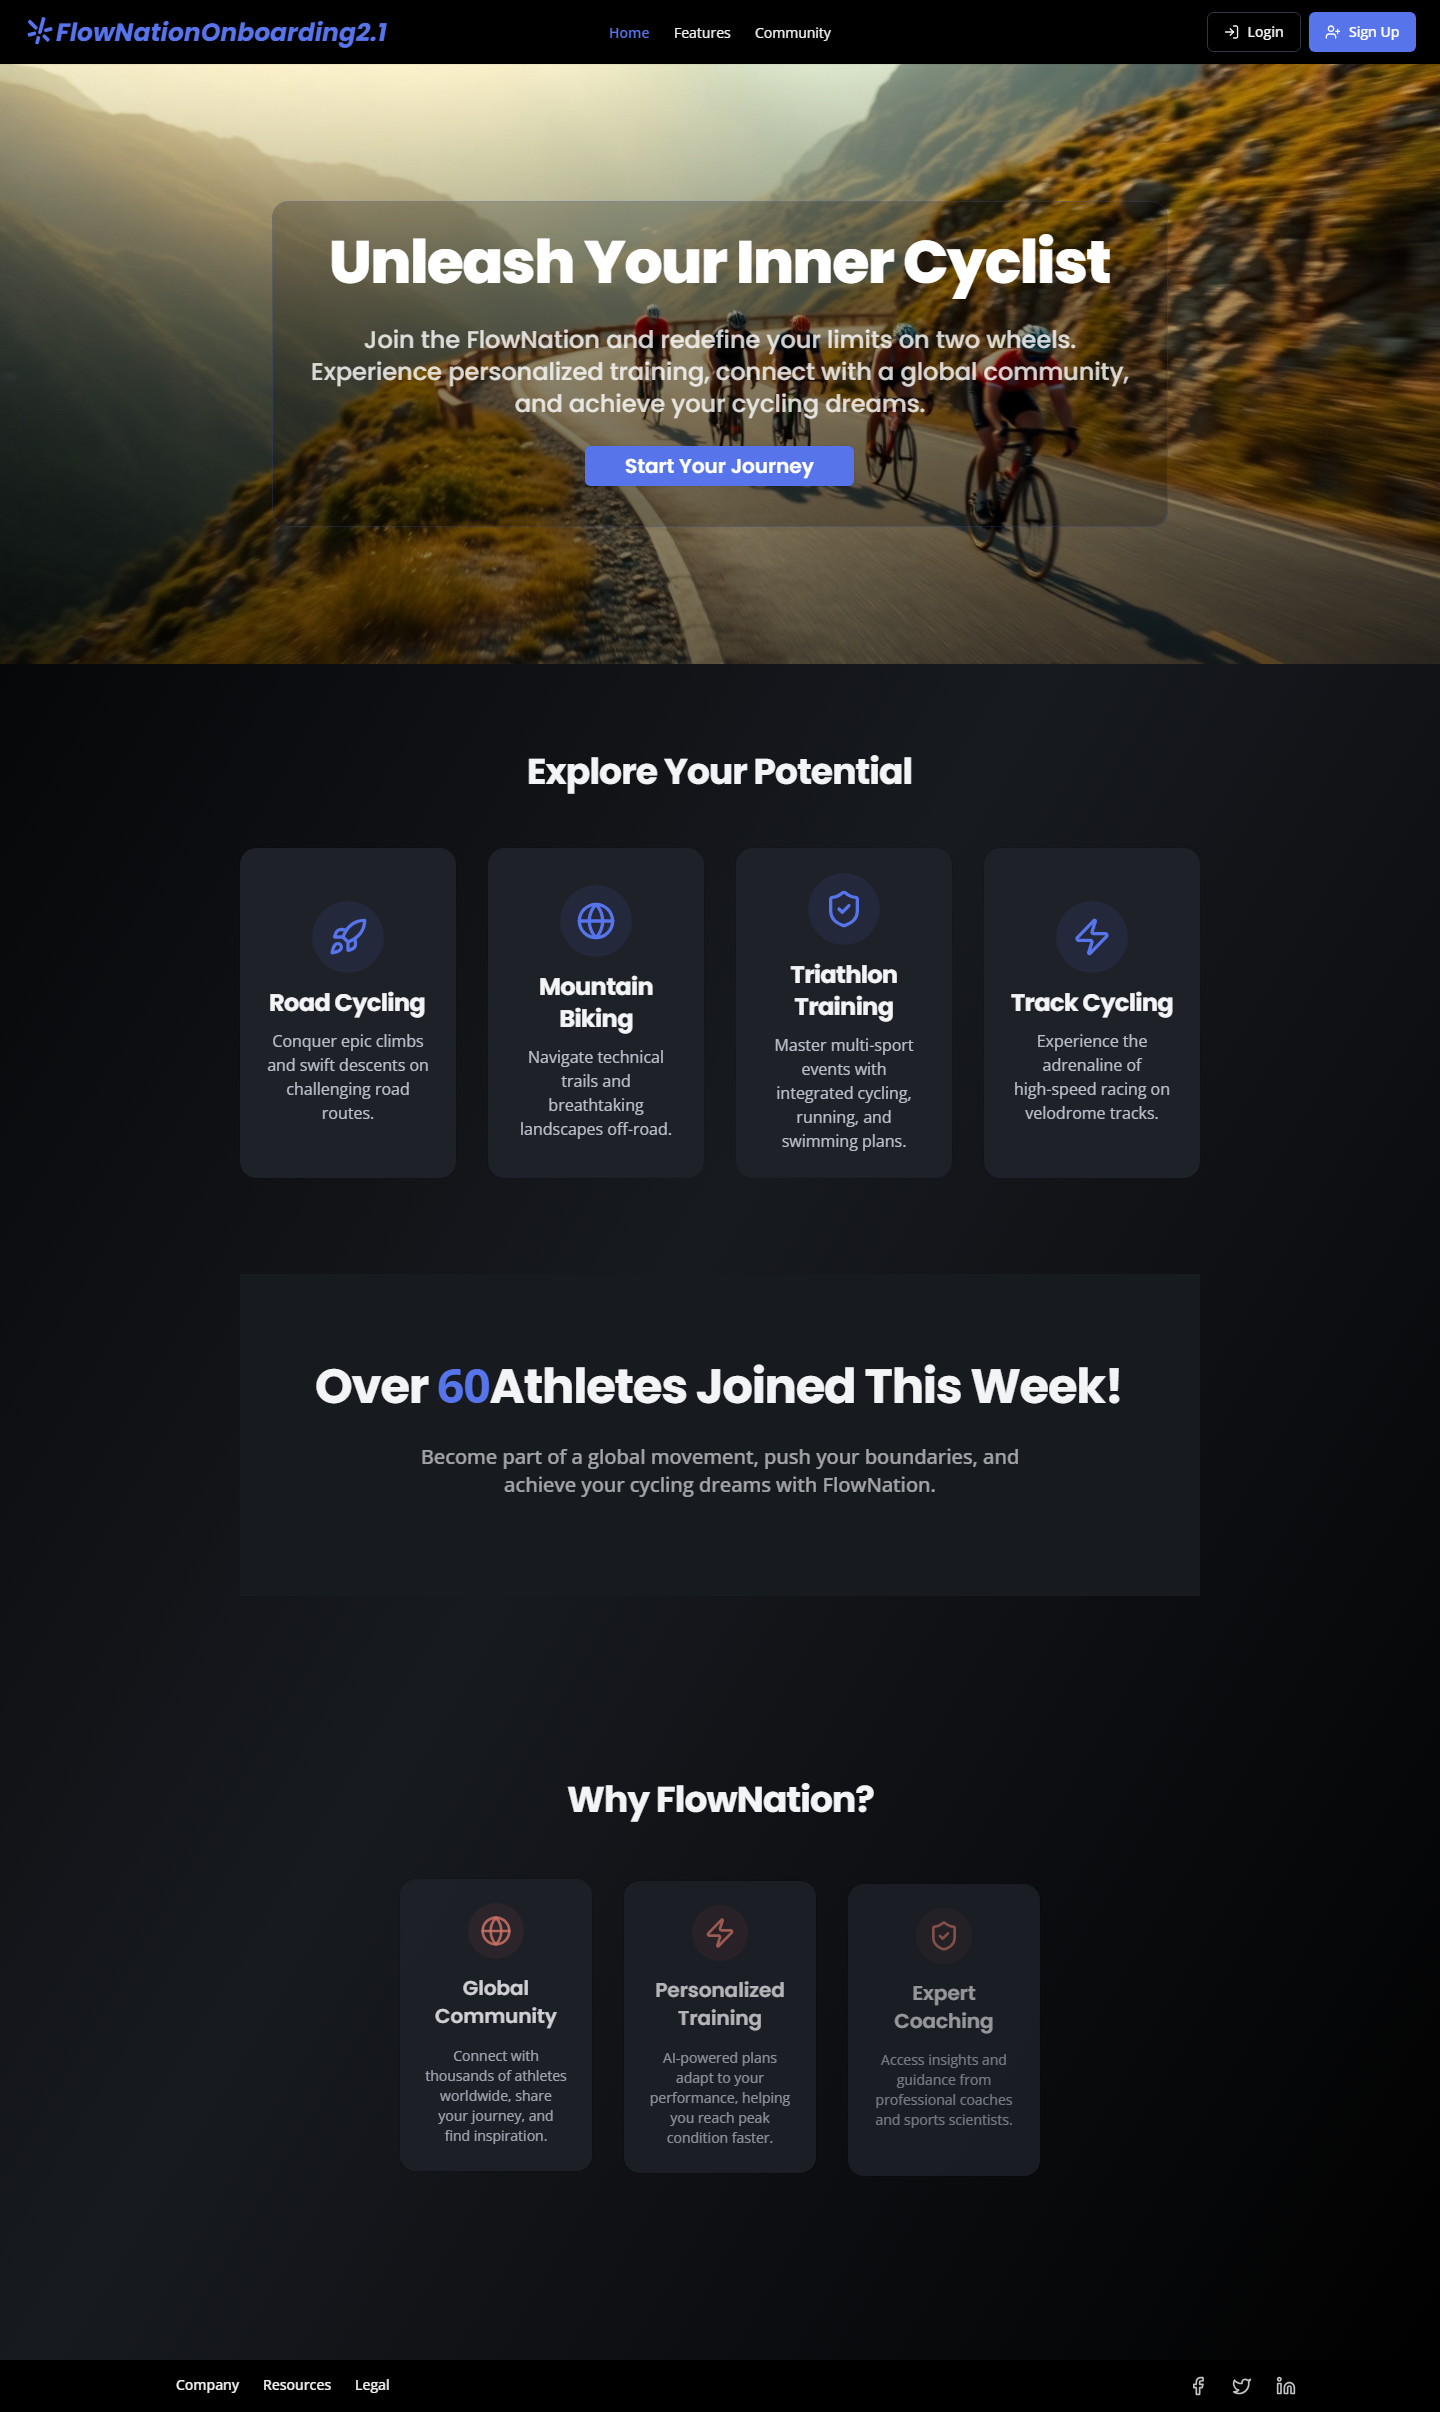 FlowNationOnboarding2.1
Home Features Community
Login Sign Up
Unleash Your Inner Cyclist
Join the FlowNation and redefine your limits on two wheels.
Experience personalized training, connect with a global community,
and achieve your cycling dreams.
Start Your Journey
Explore Your Potential
Road Cycling
Conquer epic climbs
and swift descents on
challenging road
routes.
Mountain
Biking
Navigate technical
trails and
breathtaking
landscapes off-road.
Triathlon
Training
Master multi-sport
events with
integrated cycling,
running, and
swimming plans.
Track Cycling
Experience the
adrenaline of
high-speed racing on
velodrome tracks.
Over 60Athletes Joined This Week!
Become part of a global movement, push your boundaries, and
achieve your cycling dreams with FlowNation.
Why FlowNation?
Global
Community
Connect with
thousands of athletes
worldwide, share
your journey, and
find inspiration.
Personalized
Training
AI-powered plans
adapt to your
performance, helping
you reach peak
condition faster.
Expert
Coaching
Access insights and
guidance from
professional coaches
and sports scientists.
Company Resources Legal